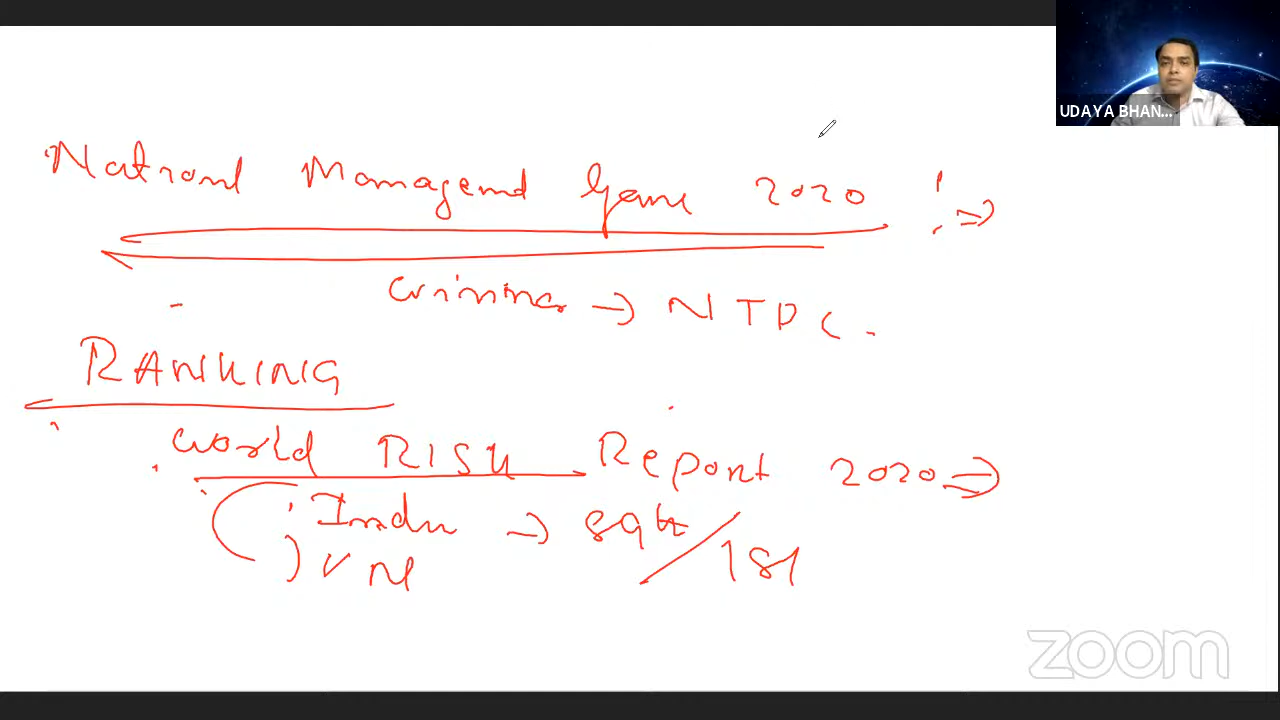 UDAYA BHAN...
National Management Game 2020 : ⇒
Winner → NTPC.
RANKING
World RISK Report 2020 ⇒
India → 89th / 181
UN
zoom